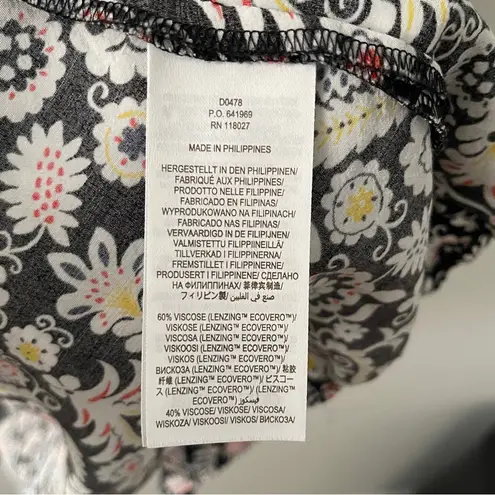 D0478
P.O. 641969
RN 118027
MADE IN PHILIPPINES
HERGESTELLT IN DEN PHILIPPINEN/
FABRIQUÉ AUX PHILIPPINES/
PRODOTTO NELLE FILIPPINE/
FABRICADO EN FILIPINAS/
WYPRODUKOWANO NA FILIPINACH/
FABRICADO NAS FILIPINAS/
VERVAARDIGD IN DE FILIPIJNEN/
VALMISTETTU FILIPPIINEILLÄ/
TILLVERKAD I FILIPPINERNA/
FREMSTILLET I FILIPPINERNE/
PRODUSERT I FILIPPINENE/ СДЕЛАНО
НА ФИЛИППИНАХ/ 菲律宾制造/
フィリピン製/ صنع في الفلبين/
60% VISCOSE (LENZING™ ECOVERO™)/
VISKOSE (LENZING™ ECOVERO™)/
VISCOSA (LENZING™ ECOVERO™)/
VISKOOSI (LENZING™ ECOVERO™)/
VISKOS (LENZING™ ECOVERO™)/
ВИСКОЗА (LENZING™ ECOVERO™)/ 粘胶
纤维 (LENZING™ ECOVERO™)/ ビスコー
ス (LENZING™ ECOVERO™)/ (LENZING™
ECOVERO™) فيسكوز/
40% VISCOSE/ VISKOSE/ VISCOSA/
WISKOZA/ VISKOOSI/ VISKOS/ ВИСКОЗА/